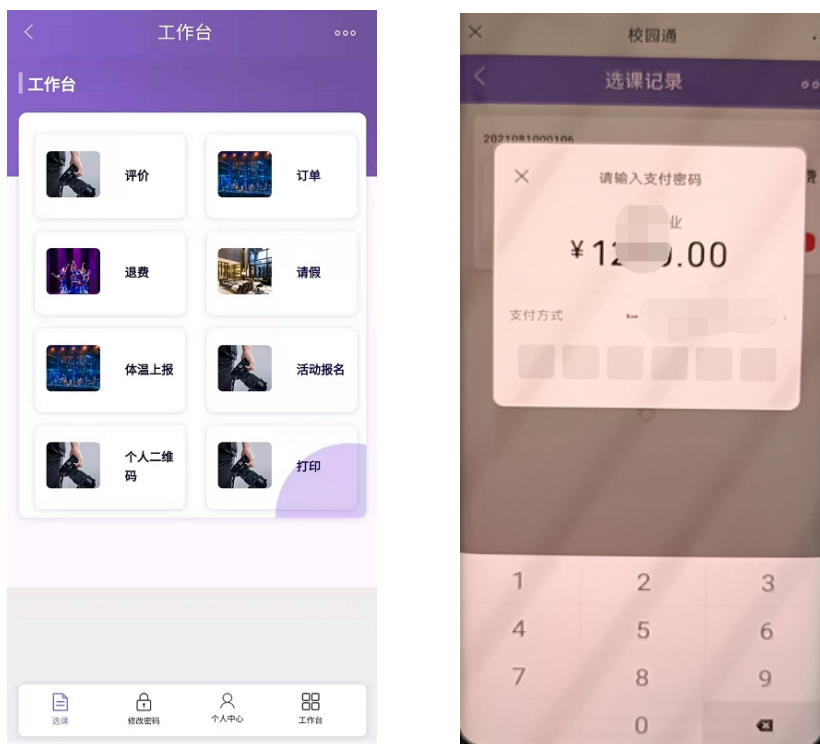 工作台
工作台
评价
订单
退费
请假
体温上报
活动报名
个人二维
码
打印
选课
修改密码
个人中心
工作台
校园通
选课记录
2021081000106
请输入支付密码
业
¥12 .00
支付方式
1
2
3
4
5
6
7
8
9
0